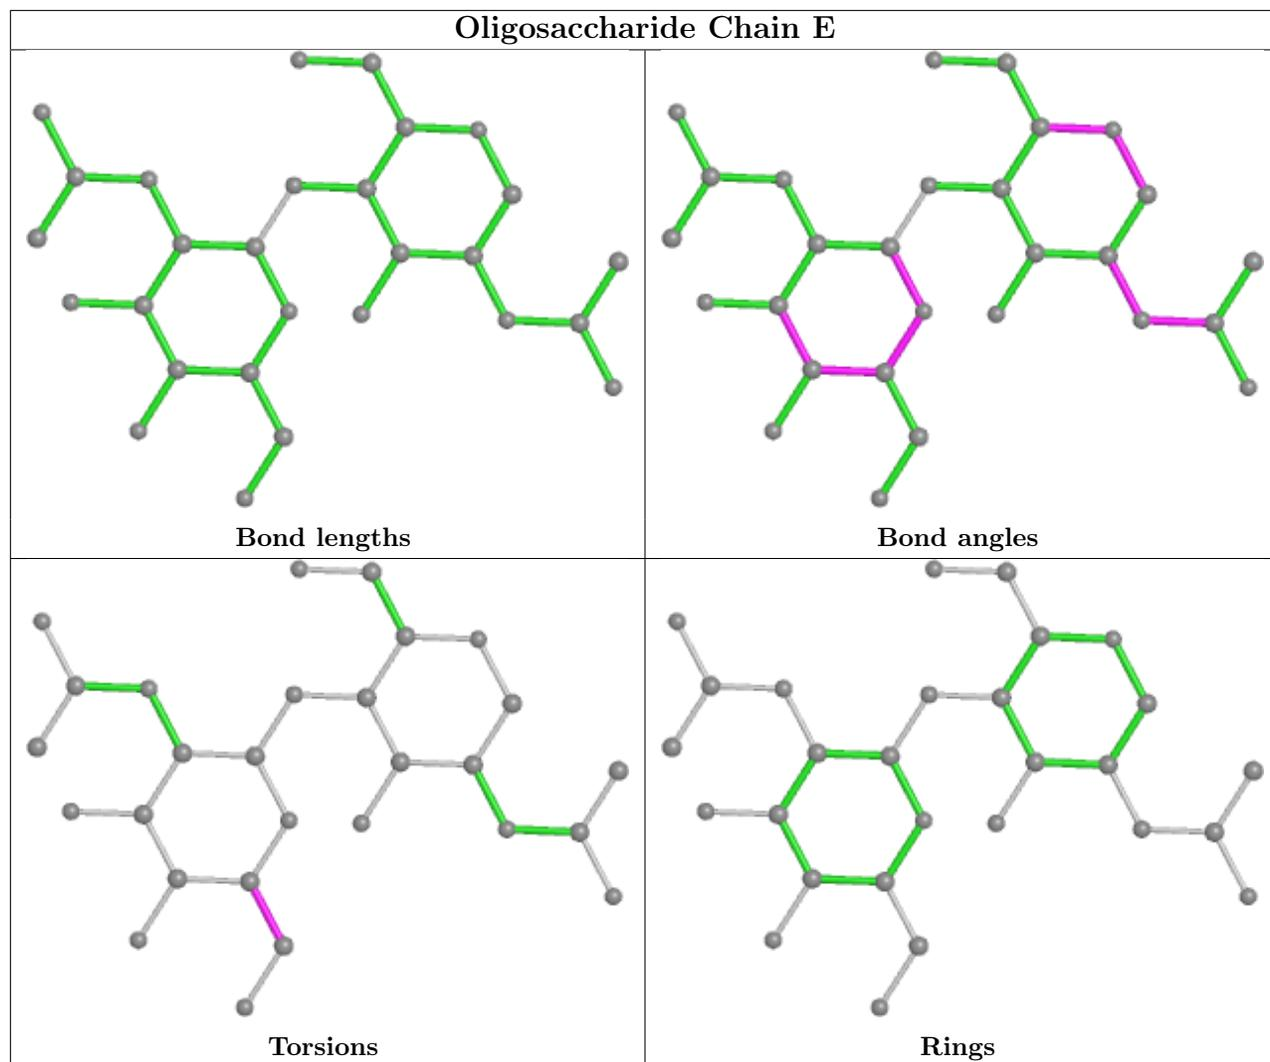 Oligosaccharide Chain E
Bond lengths
Bond angles
Torsions
Rings